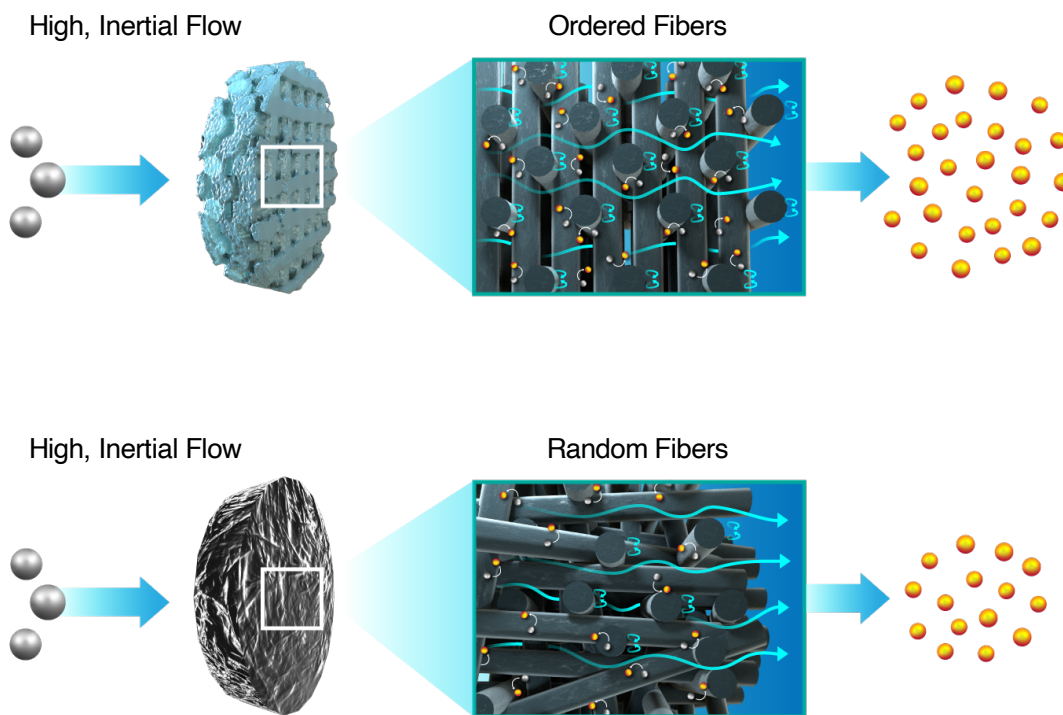 High, Inertial Flow
Ordered Fibers
High, Inertial Flow
Random Fibers